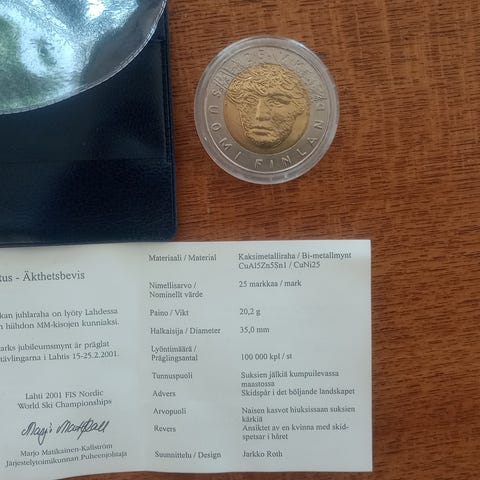 SUOMI FINLAND
tus - Äkthetsbevis
kan juhlaraha on lyöty Lahdessa
n hiihdon MM-kisojen kunniaksi.
arks jubileumsmynt är präglat
tävlingarna i Lahtis 15-25.2.2001.
Lahti 2001 FIS Nordic
World Ski Championships
Marjo Matikainen-Kallström
Järjestelytoimikunnan Puheenjohtaja
Materiaali / Material Kaksimetalliraha / Bi-metallmynt
CuAl5Zn5Sn1 / CuNi25
Nimellisarvo / 25 markkaa / mark
Nominellt värde
Paino / Vikt 20,2 g
Halkaisija / Diameter 35,0 mm
Lyöntimäärä /
Präglingsantal 100 000 kpl / st
Tunnuspuoli Suksien jälkiä kumpuilevassa
maastossa
Advers Skidspår i det böljande landskapet
Arvopuoli Naisen kasvot hiuksissaan suksien
kärkiä
Revers Ansiktet av en kvinna med skid-
spetsar i håret
Suunnittelu / Design Jarkko Roth